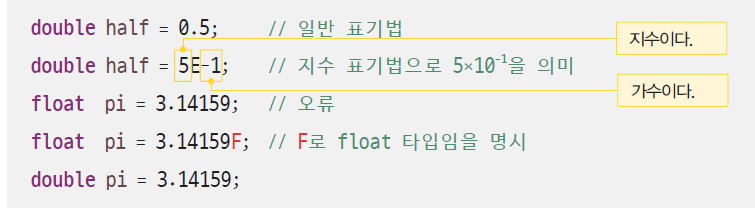 double half = 0.5; // 일반 표기법
지수이다.
double half = 5E-1; // 지수 표기법으로 5×10⁻¹을 의미
가수이다.
float pi = 3.14159; // 오류
float pi = 3.14159F; // F로 float 타입임을 명시
double pi = 3.14159;